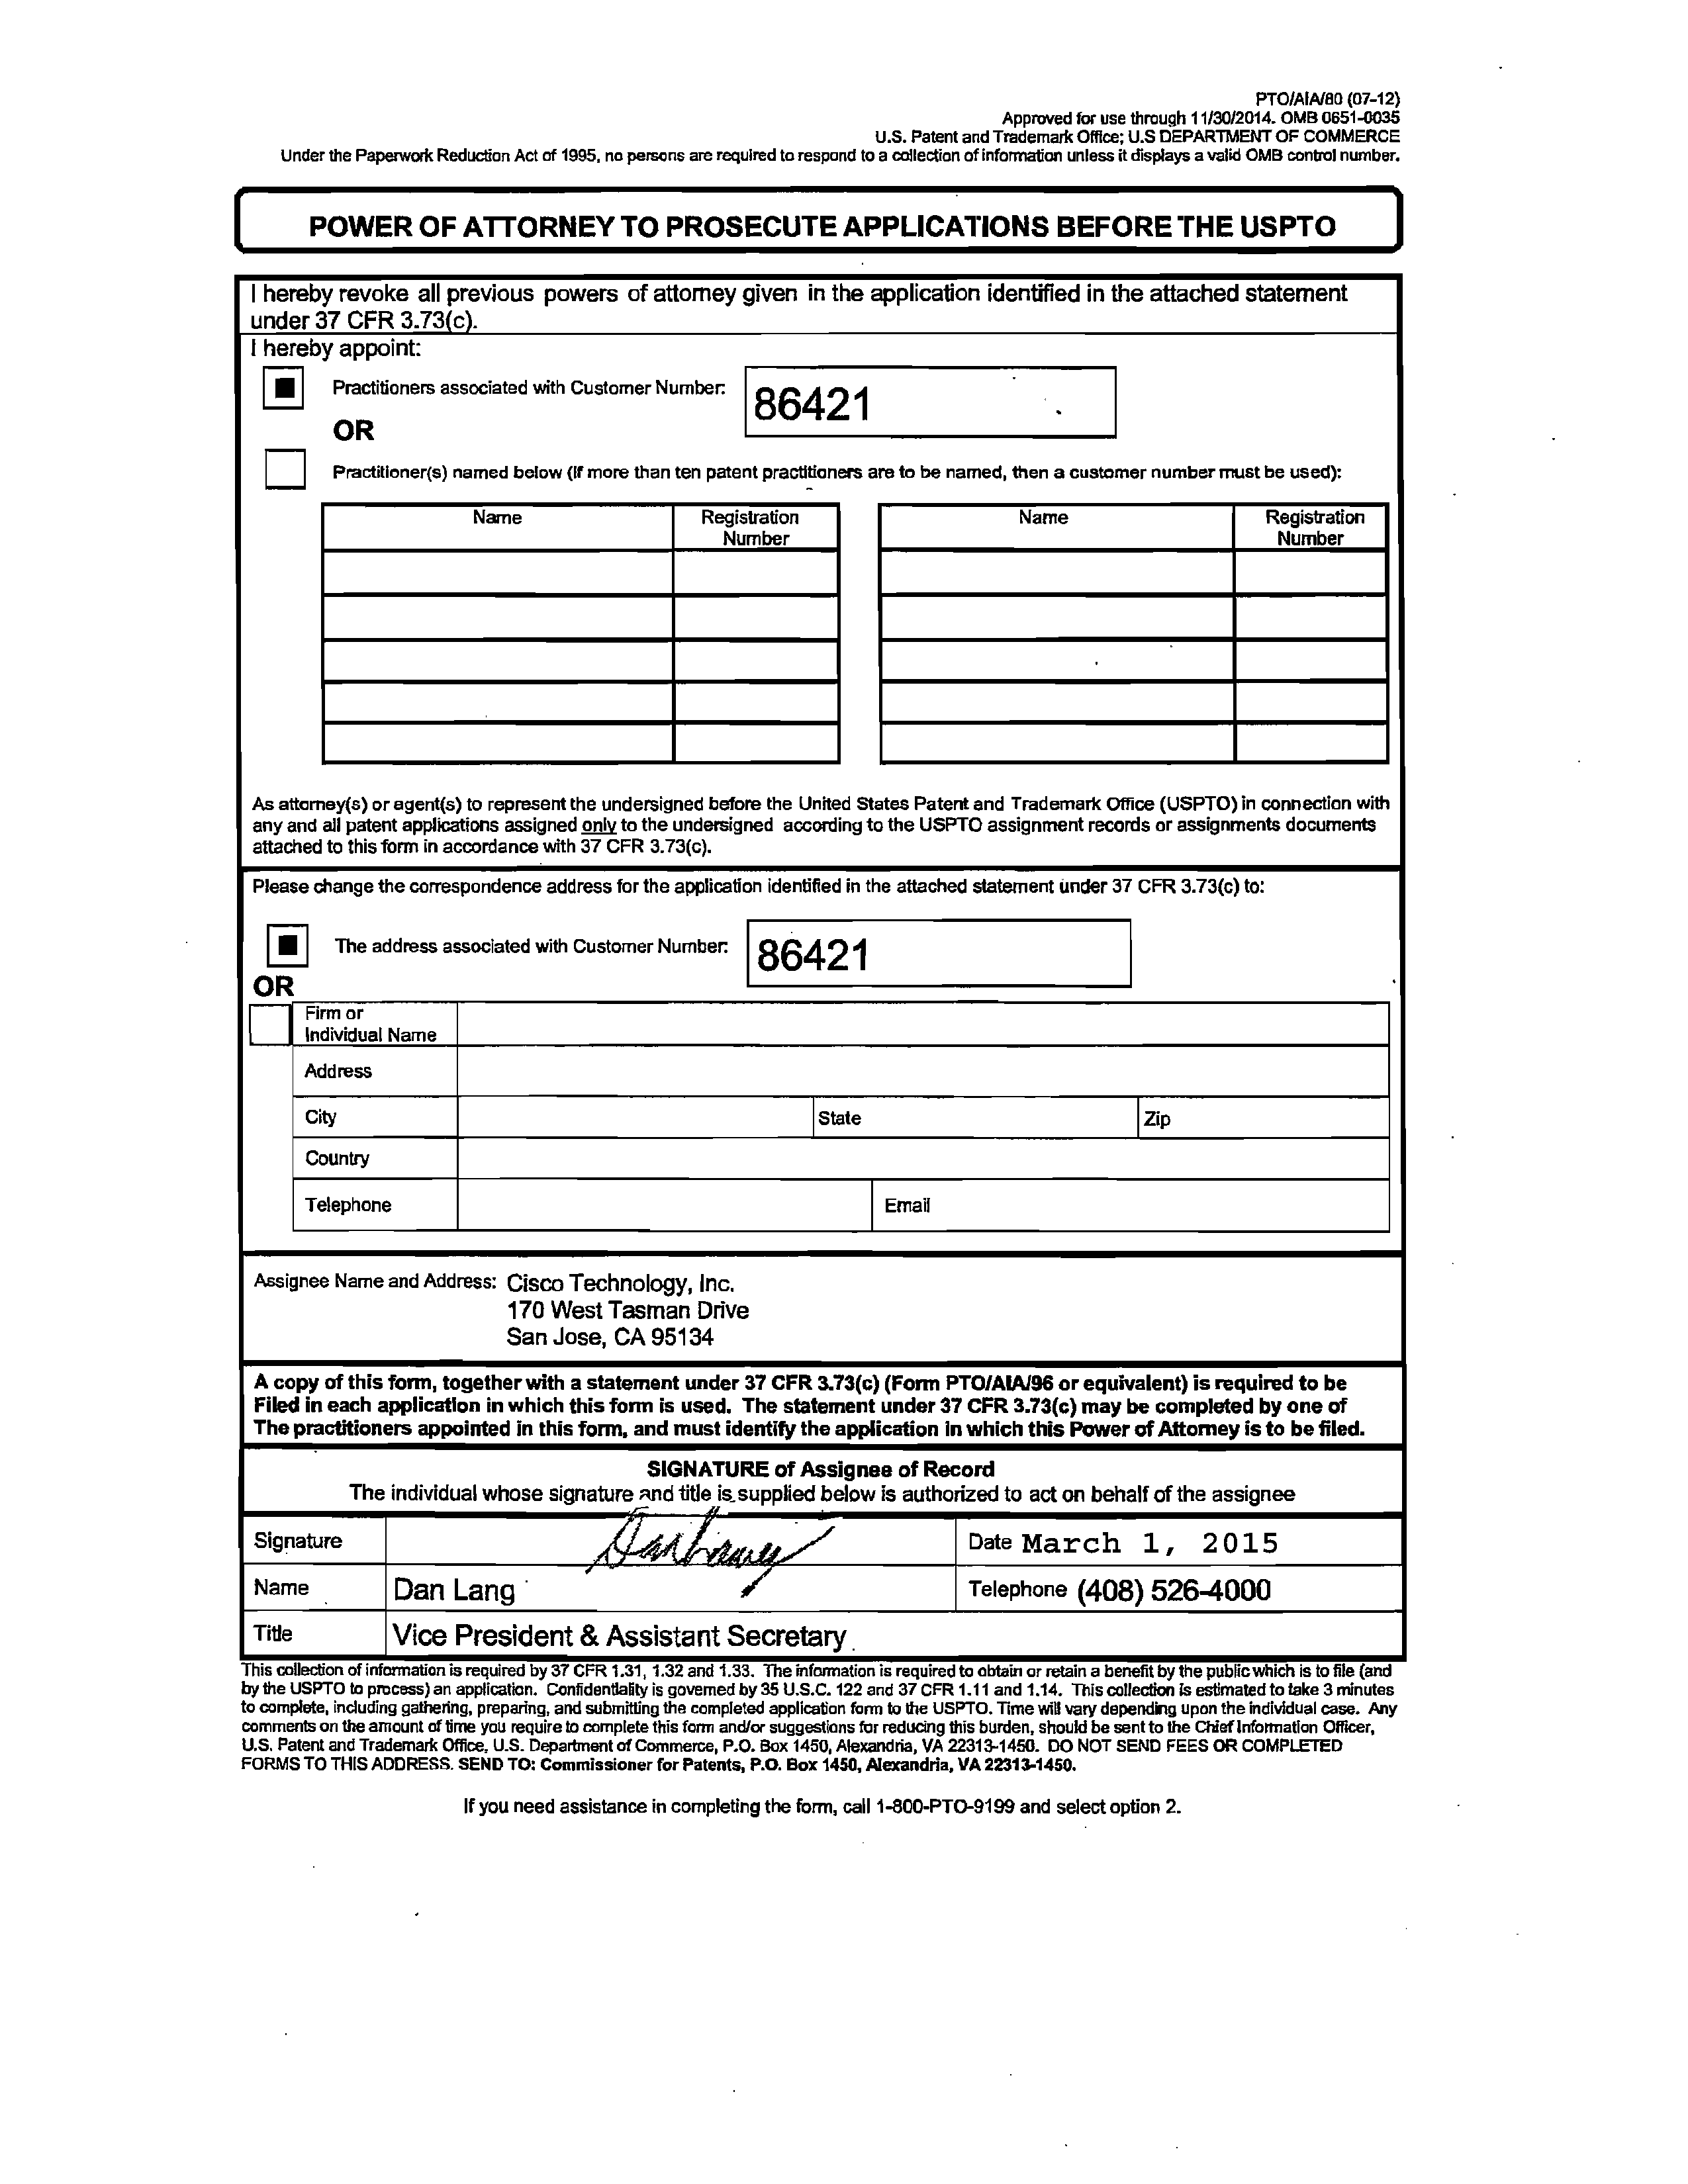 PTO/AIA/80 (07-12)
Approved for use through 11/30/2014. OMB 0651-0035
U.S. Patent and Trademark Office; U.S DEPARTMENT OF COMMERCE
Under the Paperwork Reduction Act of 1995, no persons are required to respond to a collection of information unless it displays a valid OMB control number.
POWER OF ATTORNEY TO PROSECUTE APPLICATIONS BEFORE THE USPTO
I hereby revoke all previous powers of attorney given in the application identified in the attached statement
under 37 CFR 3.73(c).
I hereby appoint:
Practitioners associated with Customer Number: 86421
OR
Practitioner(s) named below (if more than ten patent practitioners are to be named, then a customer number must be used):
Name Registration Name Registration
Number Number
As attorney(s) or agent(s) to represent the undersigned before the United States Patent and Trademark Office (USPTO) in connection with
any and all patent applications assigned only to the undersigned according to the USPTO assignment records or assignments documents
attached to this form in accordance with 37 CFR 3.73(c).
Please change the correspondence address for the application identified in the attached statement under 37 CFR 3.73(c) to:
The address associated with Customer Number: 86421
OR
Firm or
Individual Name
Address
City State Zip
Country
Telephone Email
Assignee Name and Address: Cisco Technology, Inc.
170 West Tasman Drive
San Jose, CA 95134
A copy of this form, together with a statement under 37 CFR 3.73(c) (Form PTO/AIA/96 or equivalent) is required to be
Filed in each application in which this form is used. The statement under 37 CFR 3.73(c) may be completed by one of
The practitioners appointed in this form, and must identify the application in which this Power of Attorney is to be filed.
SIGNATURE of Assignee of Record
The individual whose signature and title is supplied below is authorized to act on behalf of the assignee
Signature Date March 1, 2015
Name Dan Lang Telephone (408) 526-4000
Title Vice President & Assistant Secretary
This collection of information is required by 37 CFR 1.31, 1.32 and 1.33. The information is required to obtain or retain a benefit by the public which is to file (and
by the USPTO to process) an application. Confidentiality is governed by 35 U.S.C. 122 and 37 CFR 1.11 and 1.14. This collection is estimated to take 3 minutes
to complete, including gathering, preparing, and submitting the completed application form to the USPTO. Time will vary depending upon the individual case. Any
comments on the amount of time you require to complete this form and/or suggestions for reducing this burden, should be sent to the Chief Information Officer,
U.S. Patent and Trademark Office, U.S. Department of Commerce, P.O. Box 1450, Alexandria, VA 22313-1450. DO NOT SEND FEES OR COMPLETED
FORMS TO THIS ADDRESS. SEND TO: Commissioner for Patents, P.O. Box 1450, Alexandria, VA 22313-1450.
If you need assistance in completing the form, call 1-800-PTO-9199 and select option 2.